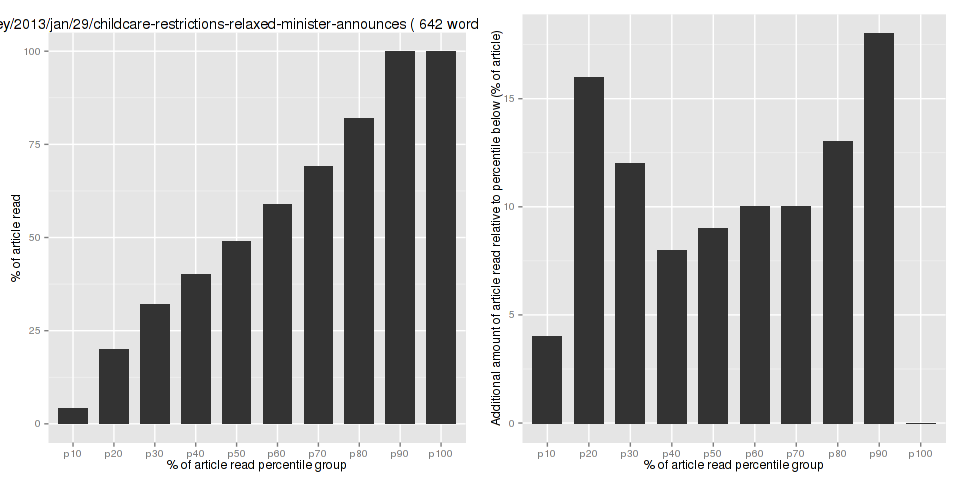 ey/2013/jan/29/childcare-restrictions-relaxed-minister-announces ( 642 word
% of article read
100
75
50
25
0
p10 p20 p30 p40 p50 p60 p70 p80 p90 p100
% of article read percentile group
Additional amount of article read relative to percentile below (% of article)
15
10
5
0
p10 p20 p30 p40 p50 p60 p70 p80 p90 p100
% of article read percentile group